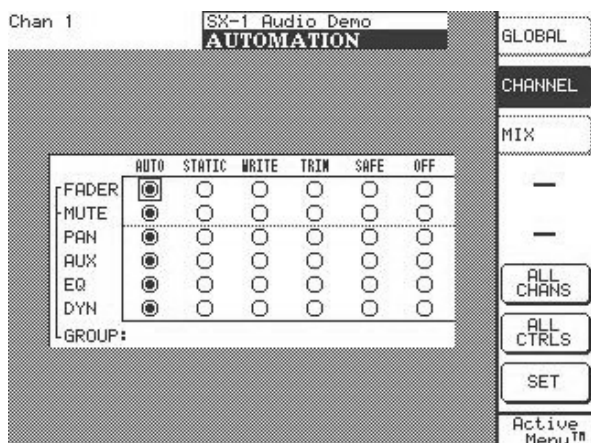 Chan 1
SX-1 Audio Demo
AUTOMATION
GLOBAL
CHANNEL
MIX
AUTO STATIC WRITE TRIM SAFE OFF
FADER
MUTE
PAN
AUX
EQ
DYN
GROUP:
ALL CHANS
ALL CTRLS
SET
Active
Menu™